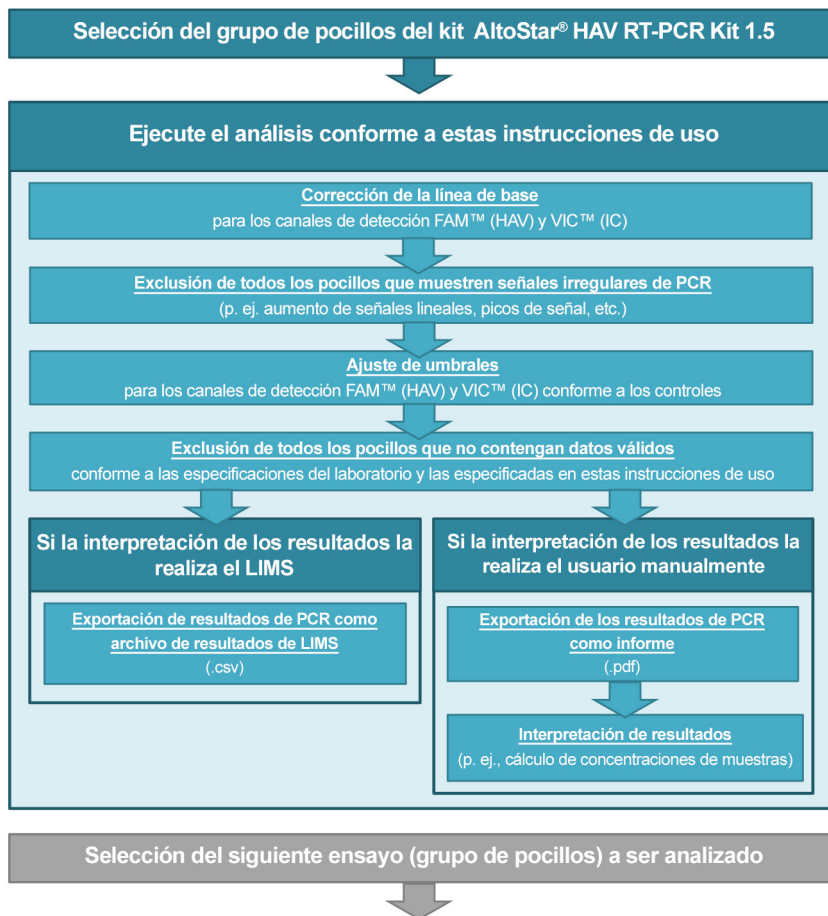 Selección del grupo de pocillos del kit AltoStar® HAV RT-PCR Kit 1.5
Ejecute el análisis conforme a estas instrucciones de uso
Corrección de la línea de base
para los canales de detección FAM™ (HAV) y VIC™ (IC)
Exclusión de todos los pocillos que muestren señales irregulares de PCR
(p. ej. aumento de señales lineales, picos de señal, etc.)
Ajuste de umbrales
para los canales de detección FAM™ (HAV) y VIC™ (IC) conforme a los controles
Exclusión de todos los pocillos que no contengan datos válidos
conforme a las especificaciones del laboratorio y las especificadas en estas instrucciones de uso
Si la interpretación de los resultados la
realiza el LIMS
Exportación de resultados de PCR como
archivo de resultados de LIMS
(.csv)
Si la interpretación de los resultados la
realiza el usuario manualmente
Exportación de los resultados de PCR
como informe
(.pdf)
Interpretación de resultados
(p. ej., cálculo de concentraciones de muestras)
Selección del siguiente ensayo (grupo de pocillos) a ser analizado